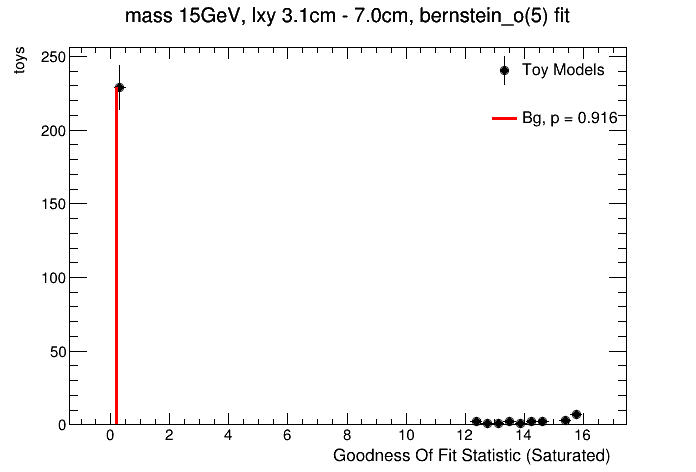 mass 15GeV, lxy 3.1cm - 7.0cm, bernstein_o(5) fit
toys
250
200
150
100
50
0
Toy Models
Bg, p = 0.916
0 2 4 6 8 10 12 14 16
Goodness Of Fit Statistic (Saturated)